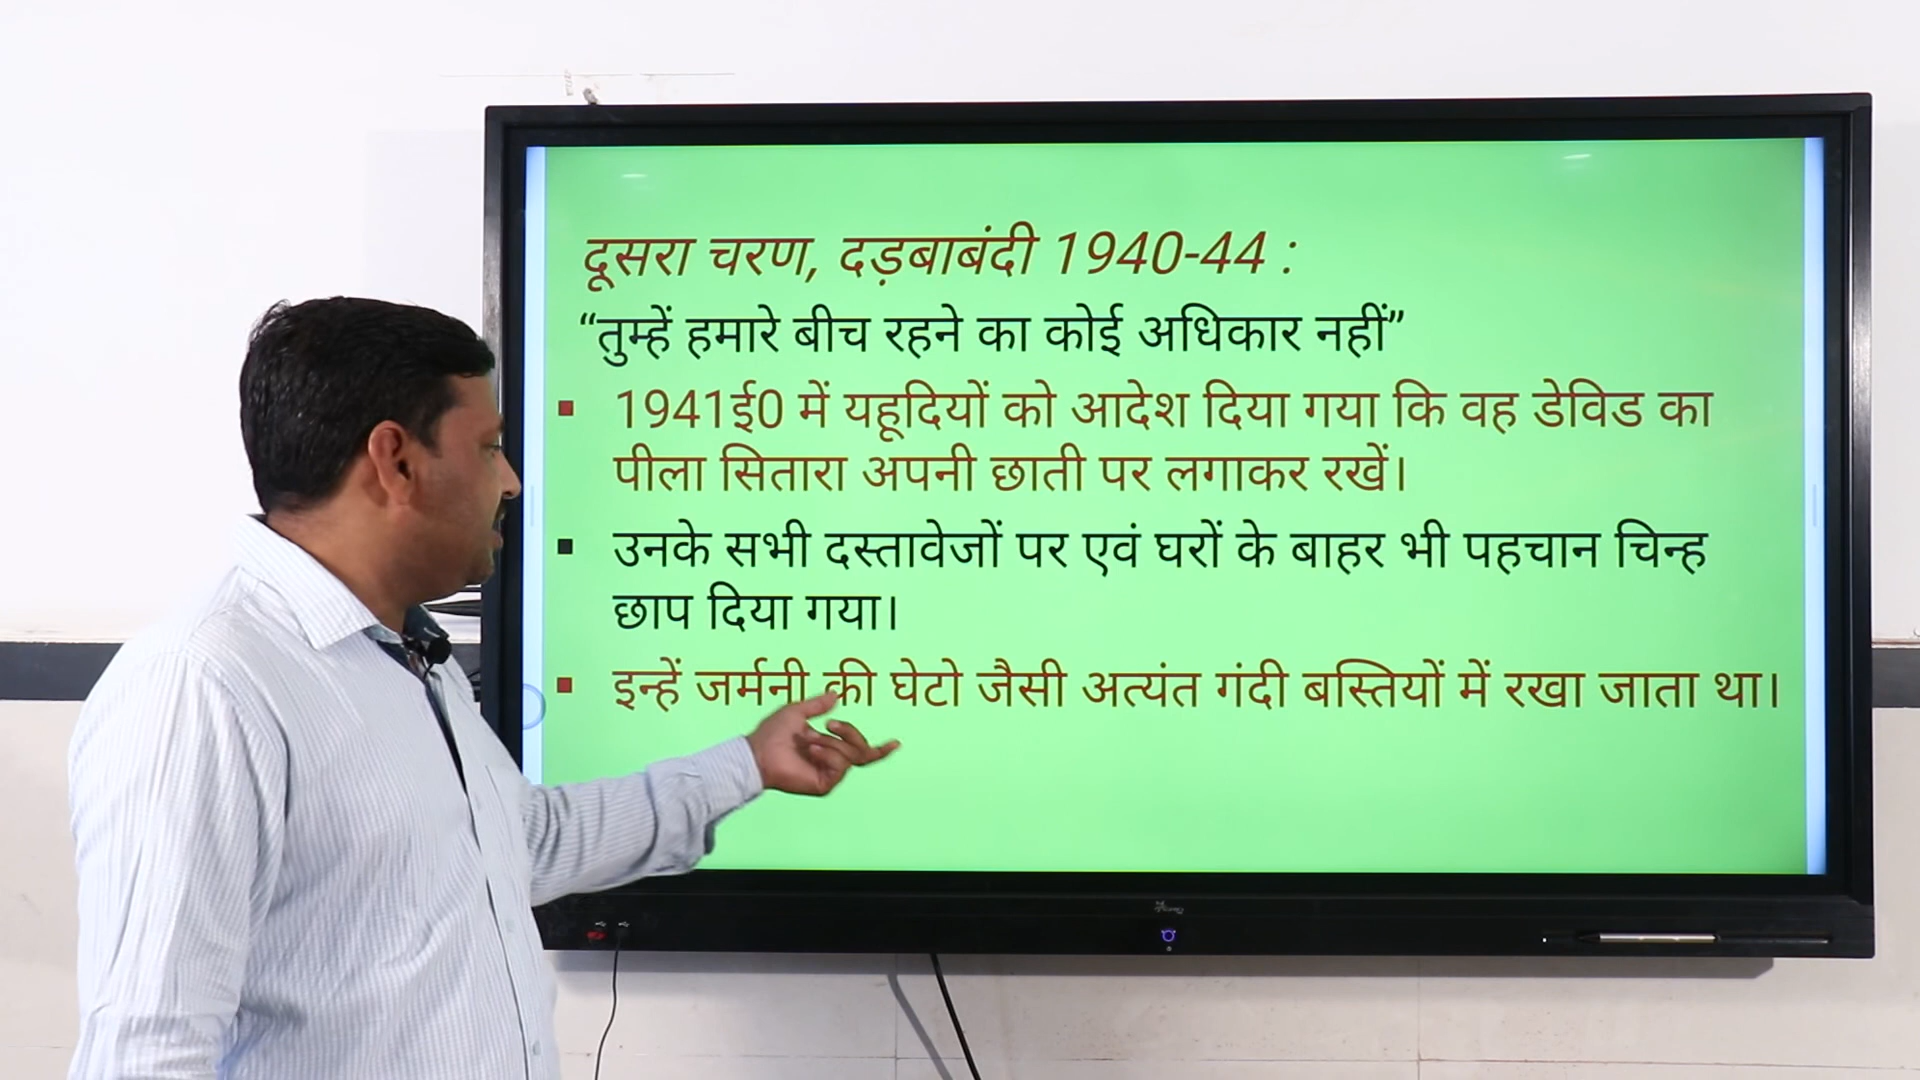 दूसरा चरण, दड़बाबंदी 1940-44 :
“तुम्हें हमारे बीच रहने का कोई अधिकार नहीं”
▪ 1941ई0 में यहूदियों को आदेश दिया गया कि वह डेविड का
पीला सितारा अपनी छाती पर लगाकर रखें।
▪ उनके सभी दस्तावेजों पर एवं घरों के बाहर भी पहचान चिन्ह
छाप दिया गया।
▪ इन्हें जर्मनी की घेटो जैसी अत्यंत गंदी बस्तियों में रखा जाता था।